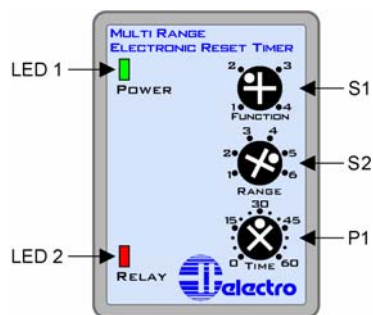 MULTI RANGE
ELECTRONIC RESET TIMER
LED 1
POWER
2 3
1 4
FUNCTION
S1
3 4
2 5
1 6
RANGE
S2
30
15 45
0 60
TIME
P1
LED 2
RELAY
electro